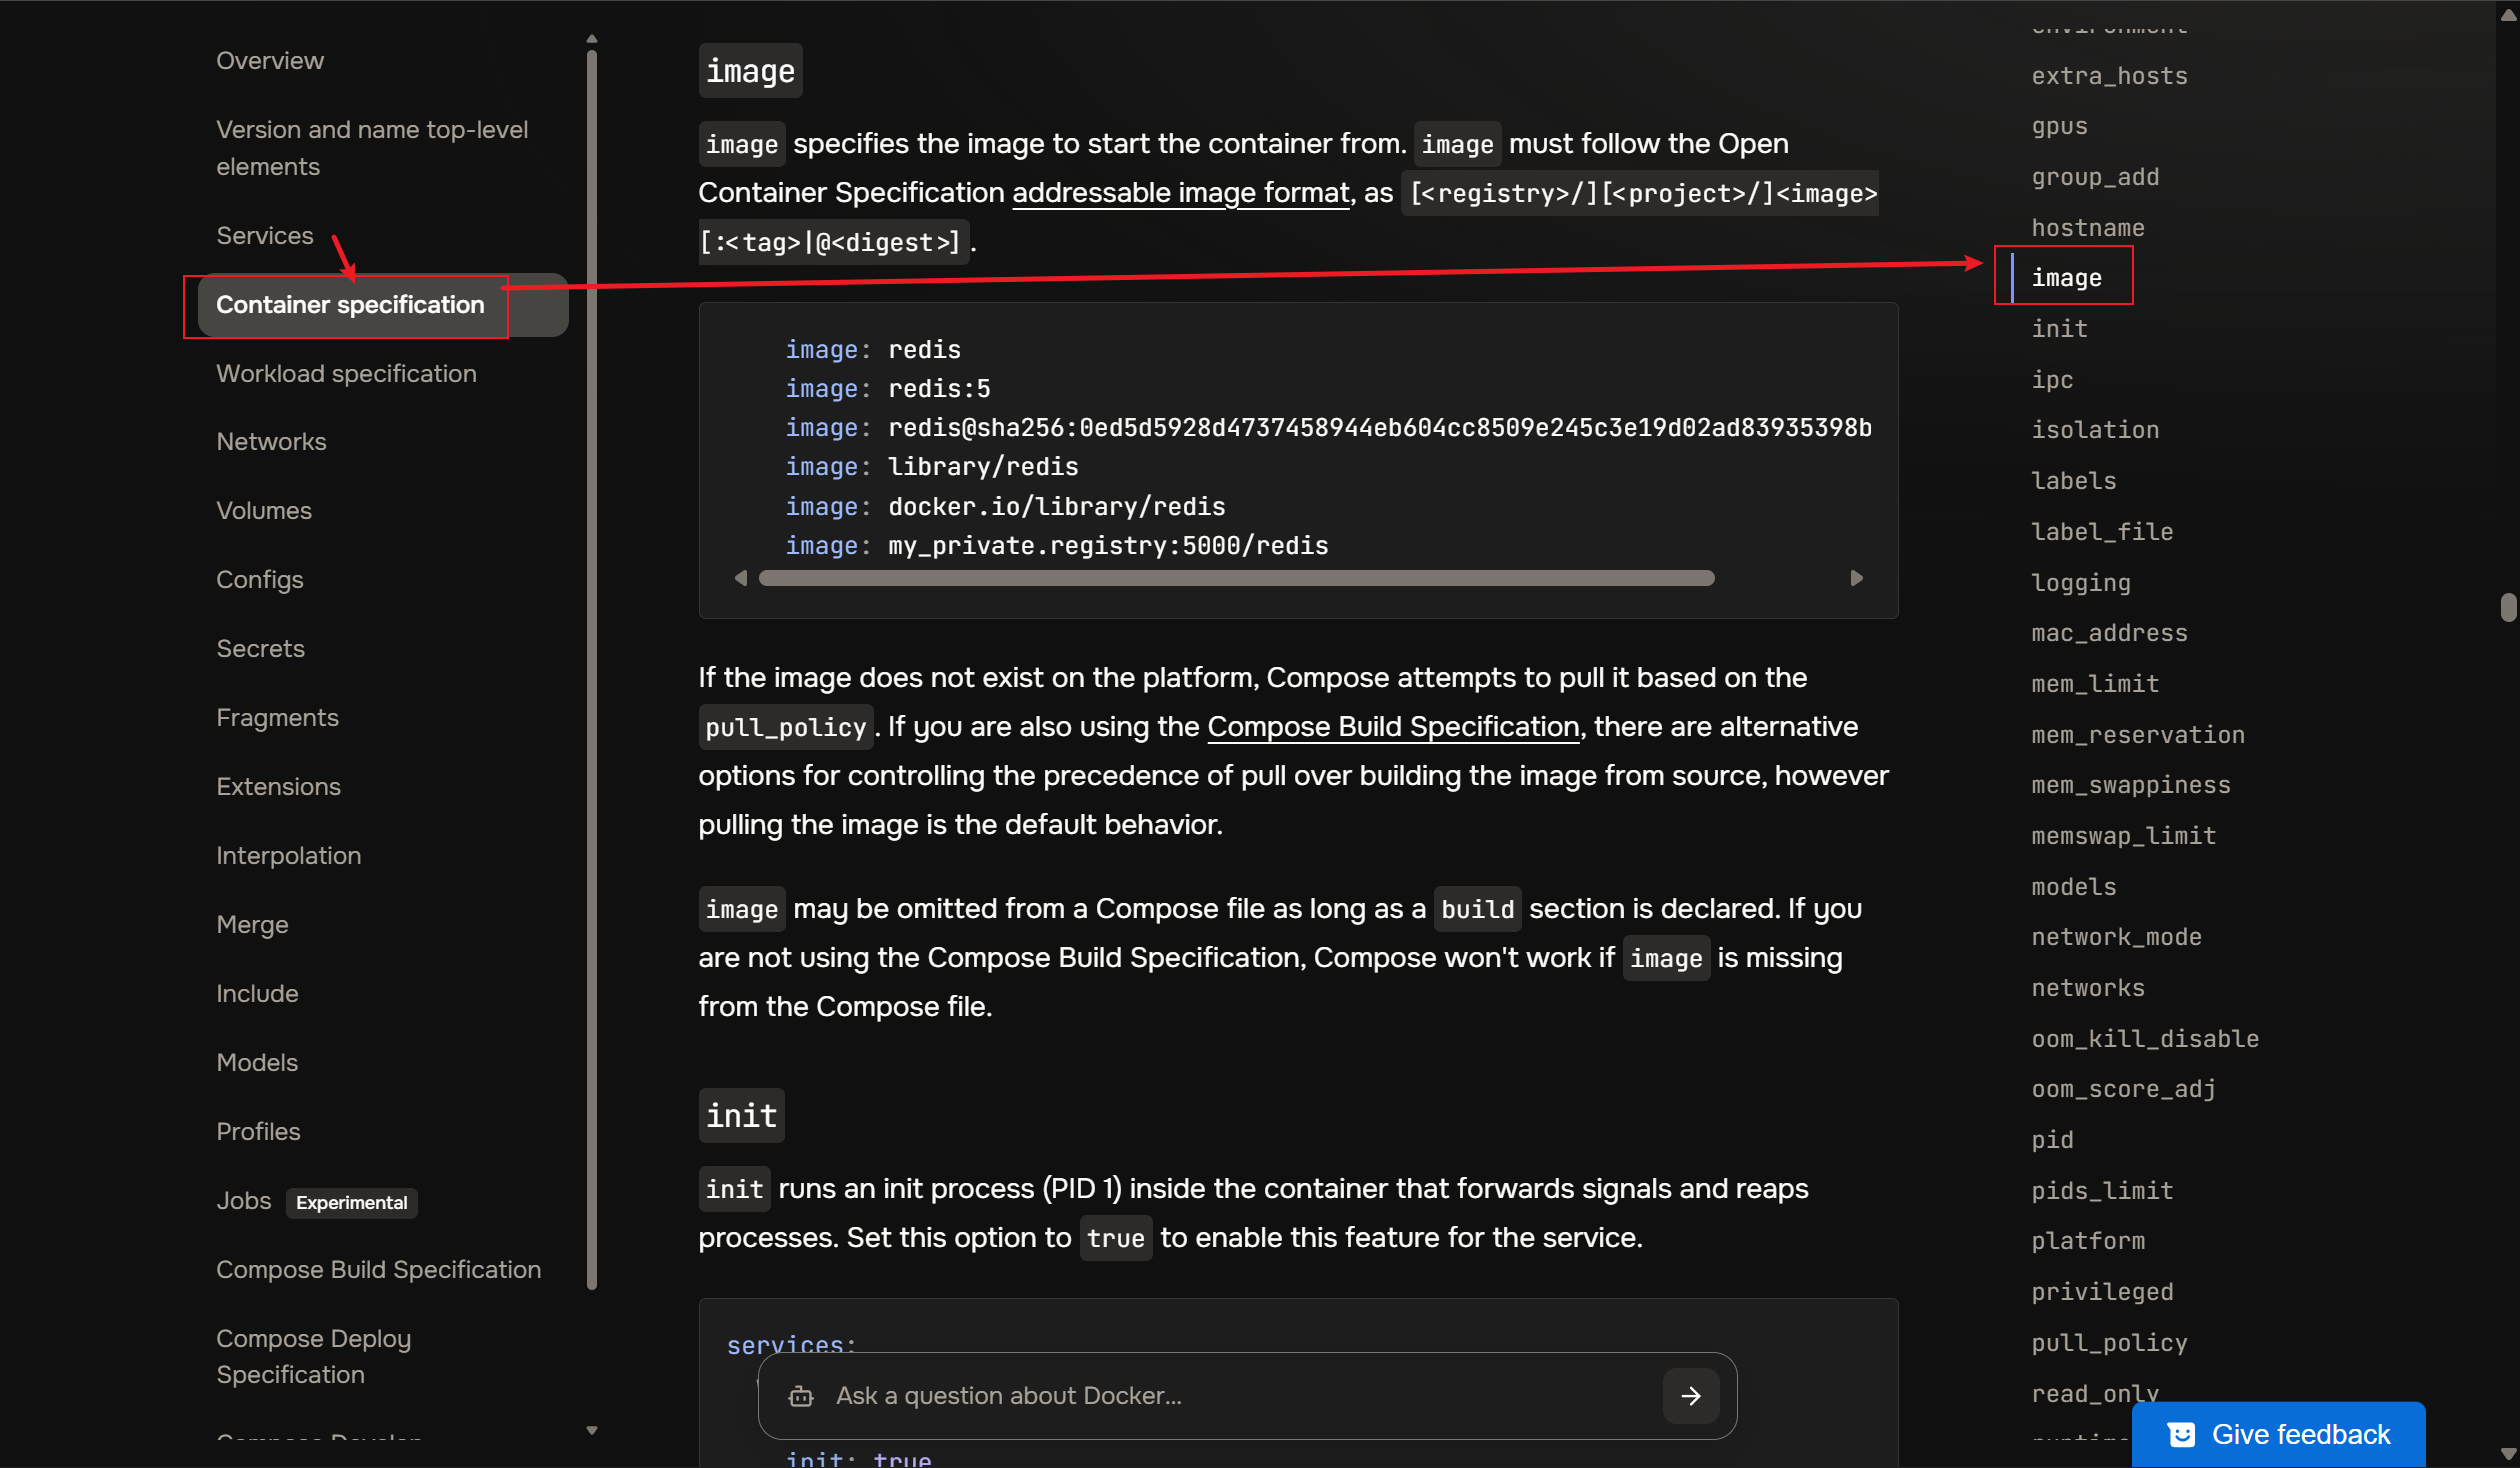 Overview
Version and name top-level
elements
Services
Container specification
Workload specification
Networks
Volumes
Configs
Secrets
Fragments
Extensions
Interpolation
Merge
Include
Models
Profiles
Jobs Experimental
Compose Build Specification
Compose Deploy
Specification
image
image specifies the image to start the container from. image must follow the Open
Container Specification addressable image format, as [<registry>/][<project>/]<image>
[:<tag>|@<digest>].
image: redis
image: redis:5
image: redis@sha256:0ed5d5928d4737458944eb604cc8509e245c3e19d02ad83935398b
image: library/redis
image: docker.io/library/redis
image: my_private.registry:5000/redis
If the image does not exist on the platform, Compose attempts to pull it based on the
pull_policy. If you are also using the Compose Build Specification, there are alternative
options for controlling the precedence of pull over building the image from source, however
pulling the image is the default behavior.
image may be omitted from a Compose file as long as a build section is declared. If you
are not using the Compose Build Specification, Compose won't work if image is missing
from the Compose file.
init
init runs an init process (PID 1) inside the container that forwards signals and reaps
processes. Set this option to true to enable this feature for the service.
services:
Ask a question about Docker...
init: true
extra_hosts
gpus
group_add
hostname
image
init
ipc
isolation
labels
label_file
logging
mac_address
mem_limit
mem_reservation
mem_swappiness
memswap_limit
models
network_mode
networks
oom_kill_disable
oom_score_adj
pid
pids_limit
platform
privileged
pull_policy
read_only
Give feedback